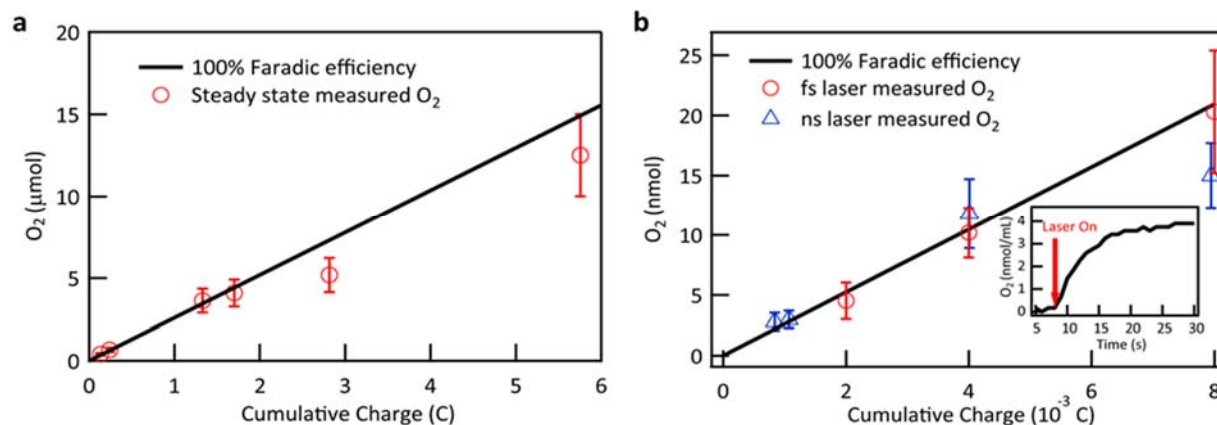 a
20
15
10
5
0
O₂ (μmol)
100% Faradic efficiency
Steady state measured O₂
0 1 2 3 4 5 6
Cumulative Charge (C)
b
25
20
15
10
5
0
O₂ (nmol)
100% Faradic efficiency
fs laser measured O₂
ns laser measured O₂
4
3
2
1
0
O₂ (nmol/mL)
Laser On
5 10 15 20 25 30
Time (s)
0 2 4 6 8
Cumulative Charge (10⁻³ C)